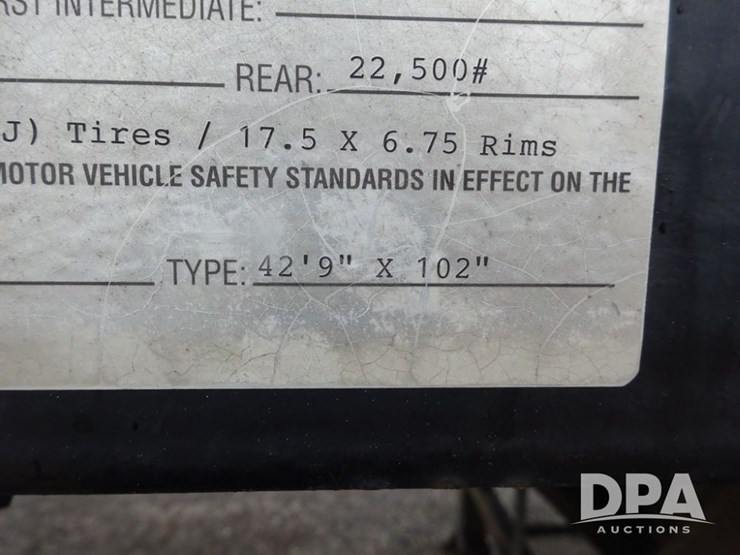 RST INTERMEDIATE:
REAR: 22,500#
J) Tires / 17.5 X 6.75 Rims
MOTOR VEHICLE SAFETY STANDARDS IN EFFECT ON THE
TYPE: 42'9" X 102"
DPA
AUCTIONS